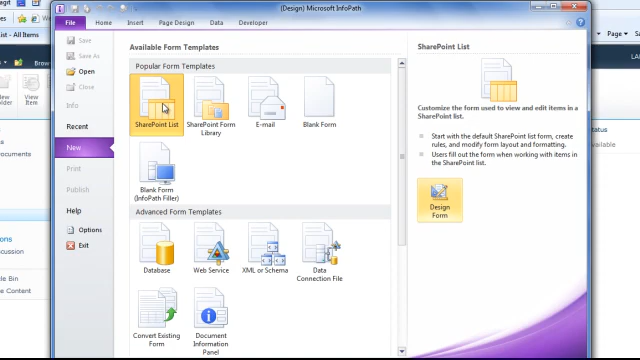 (Design) Microsoft InfoPath
File Home Insert Page Design Data Developer
Save
Save As
Open
Close
Info
Recent
New
Print
Publish
Help
Options
Exit
Available Form Templates
Popular Form Templates
SharePoint List
SharePoint Form Library
E-mail
Blank Form
Blank Form (InfoPath Filler)
Advanced Form Templates
Database
Web Service
XML or Schema
Data Connection File
Convert Existing Form
Document Information Panel
SharePoint List
Customize the form used to view and edit items in a
SharePoint list.
Start with the default SharePoint list form, create
rules, and modify form layout and formatting.
Users fill out the form when working with items in
the SharePoint list.
Design
Form
List - All Items
View
Item
Page
Safety
Status